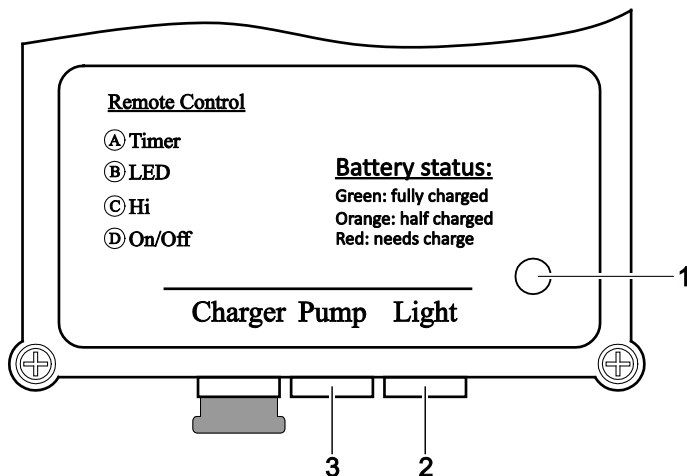 Remote Control
A Timer
B LED
C Hi
D On/Off
Battery status:
Green: fully charged
Orange: half charged
Red: needs charge
1
Charger Pump Light
3 2